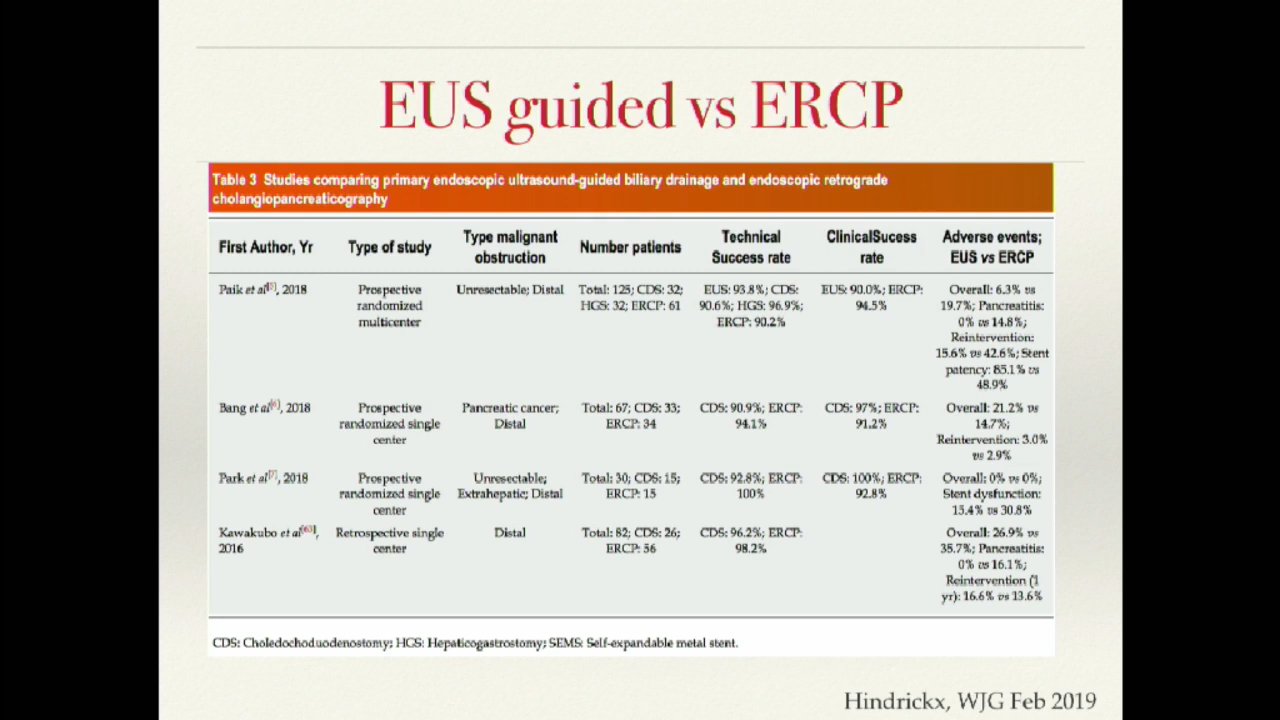 EUS guided vs ERCP
Table 3 Studies comparing primary endoscopic ultrasound-guided biliary drainage and endoscopic retrograde
cholangiopancreaticography
First Author, Yr
Type of study
Type malignant
obstruction
Number patients
Technical
Success rate
ClinicalSucess
rate
Adverse events;
EUS vs ERCP
Paik et al[5], 2018
Prospective
randomized
multicenter
Unresectable; Distal
Total: 125; CDS: 32;
HGS: 32; ERCP: 61
EUS: 93.8%; CDS:
90.6%; HGS: 96.9%;
ERCP: 90.2%
EUS: 90.0%; ERCP:
94.5%
Overall: 6.3% vs
19.7%; Pancreatitis:
0% vs 14.8%;
Reintervention:
15.6% vs 42.6%; Stent
patency: 85.1% vs
48.9%
Bang et al[6], 2018
Prospective
randomized single
center
Pancreatic cancer;
Distal
Total: 67; CDS: 33;
ERCP: 34
CDS: 90.9%; ERCP:
94.1%
CDS: 97%; ERCP:
91.2%
Overall: 21.2% vs
14.7%;
Reintervention: 3.0%
vs 2.9%
Park et al[7], 2018
Prospective
randomized single
center
Unresectable;
Extrahepatic; Distal
Total: 30; CDS: 15;
ERCP: 15
CDS: 92.8%; ERCP:
100%
CDS: 100%; ERCP:
92.8%
Overall: 0% vs 0%;
Stent dysfunction:
15.4% vs 30.8%
Kawakubo et al[60],
2016
Retrospective single
center
Distal
Total: 82; CDS: 26;
ERCP: 56
CDS: 96.2%; ERCP:
98.2%
Overall: 26.9% vs
35.7%; Pancreatitis:
0% vs 16.1%;
Reintervention (1
yr): 16.6% vs 13.6%
CDS: Choledochoduodenostomy; HGS: Hepaticogastrostomy; SEMS: Self-expandable metal stent.
Hindrickx, WJG Feb 2019